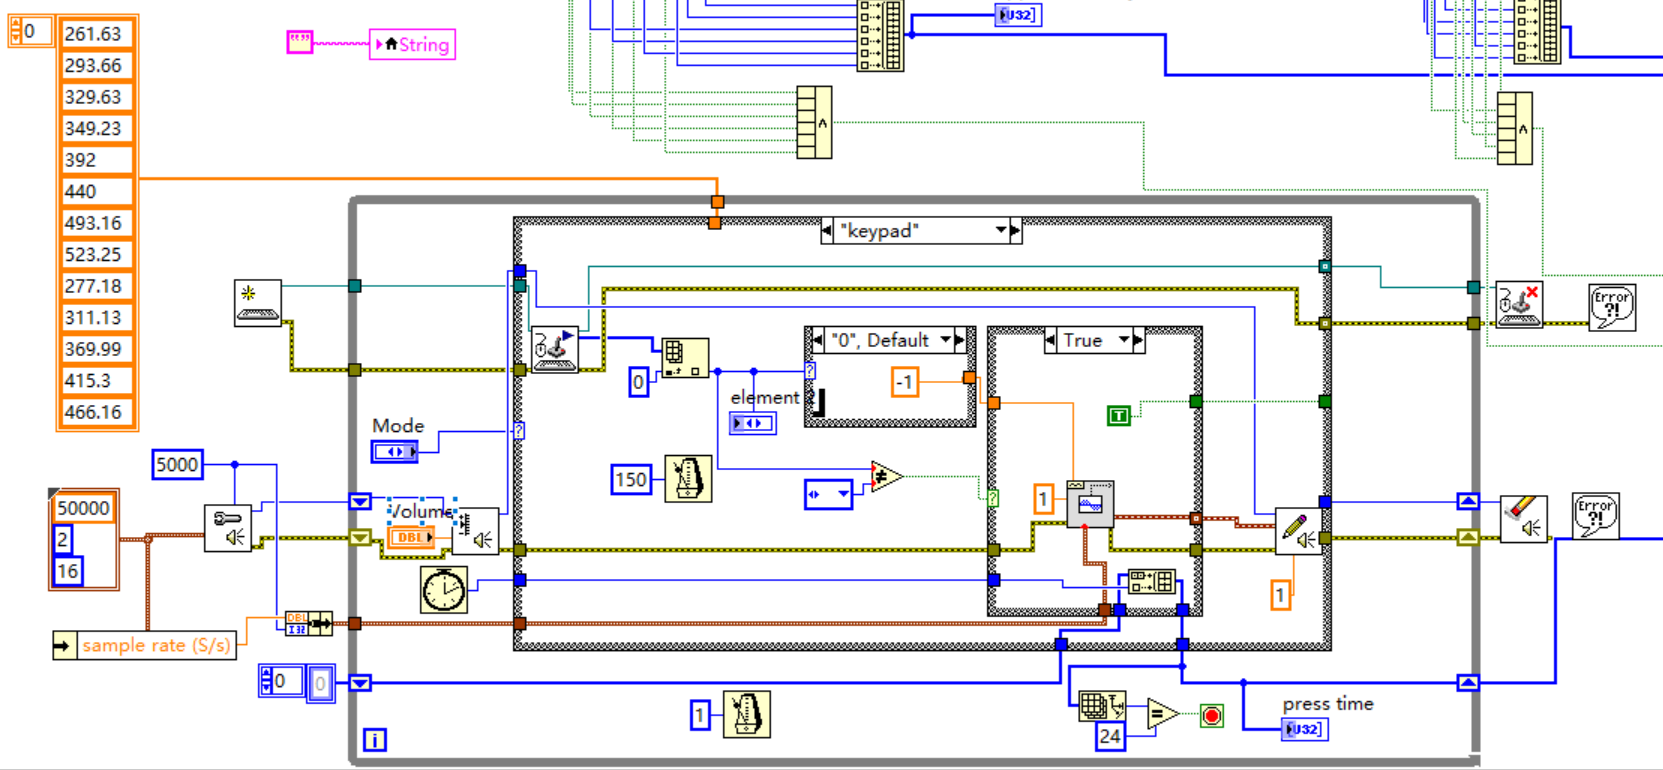 0
261.63
293.66
329.63
349.23
392
440
493.16
523.25
277.18
311.13
369.99
415.3
466.16
String
U32]
"keypad"
Error
?!
"0", Default
True
0
-1
element
T
Mode
5000
150
1
50000
2
16
Volume
DBL
Error
?!
1
DBL
I32
sample rate (S/s)
0
0
i
1
24
press time
U32]